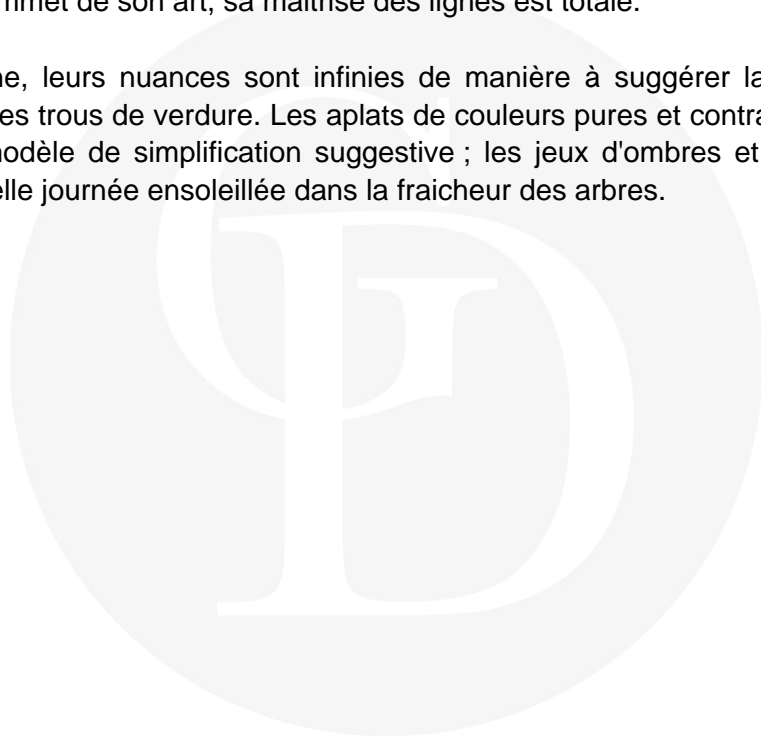 de son art, sa maîtrise des lignes est totale.
leurs nuances sont infinies de manière à suggérer la
trous de verdure. Les aplats de couleurs pures et
de simplification suggestive ; les jeux d'ombres et
journée ensoleillée dans la fraicheur des arbres.
GD